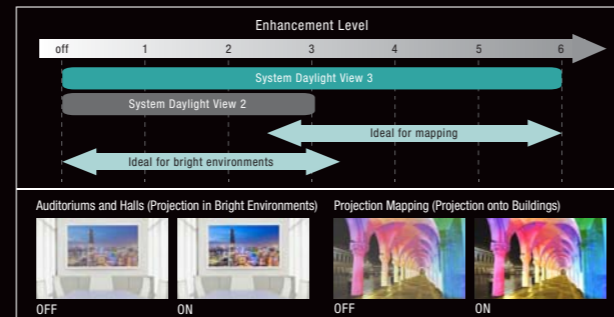 Enhancement Level
off 1 2 3 4 5 6
System Daylight View 3
System Daylight View 2
Ideal for mapping
Ideal for bright environments
Auditoriums and Halls (Projection in Bright Environments)
Projection Mapping (Projection onto Buildings)
OFF ON OFF ON